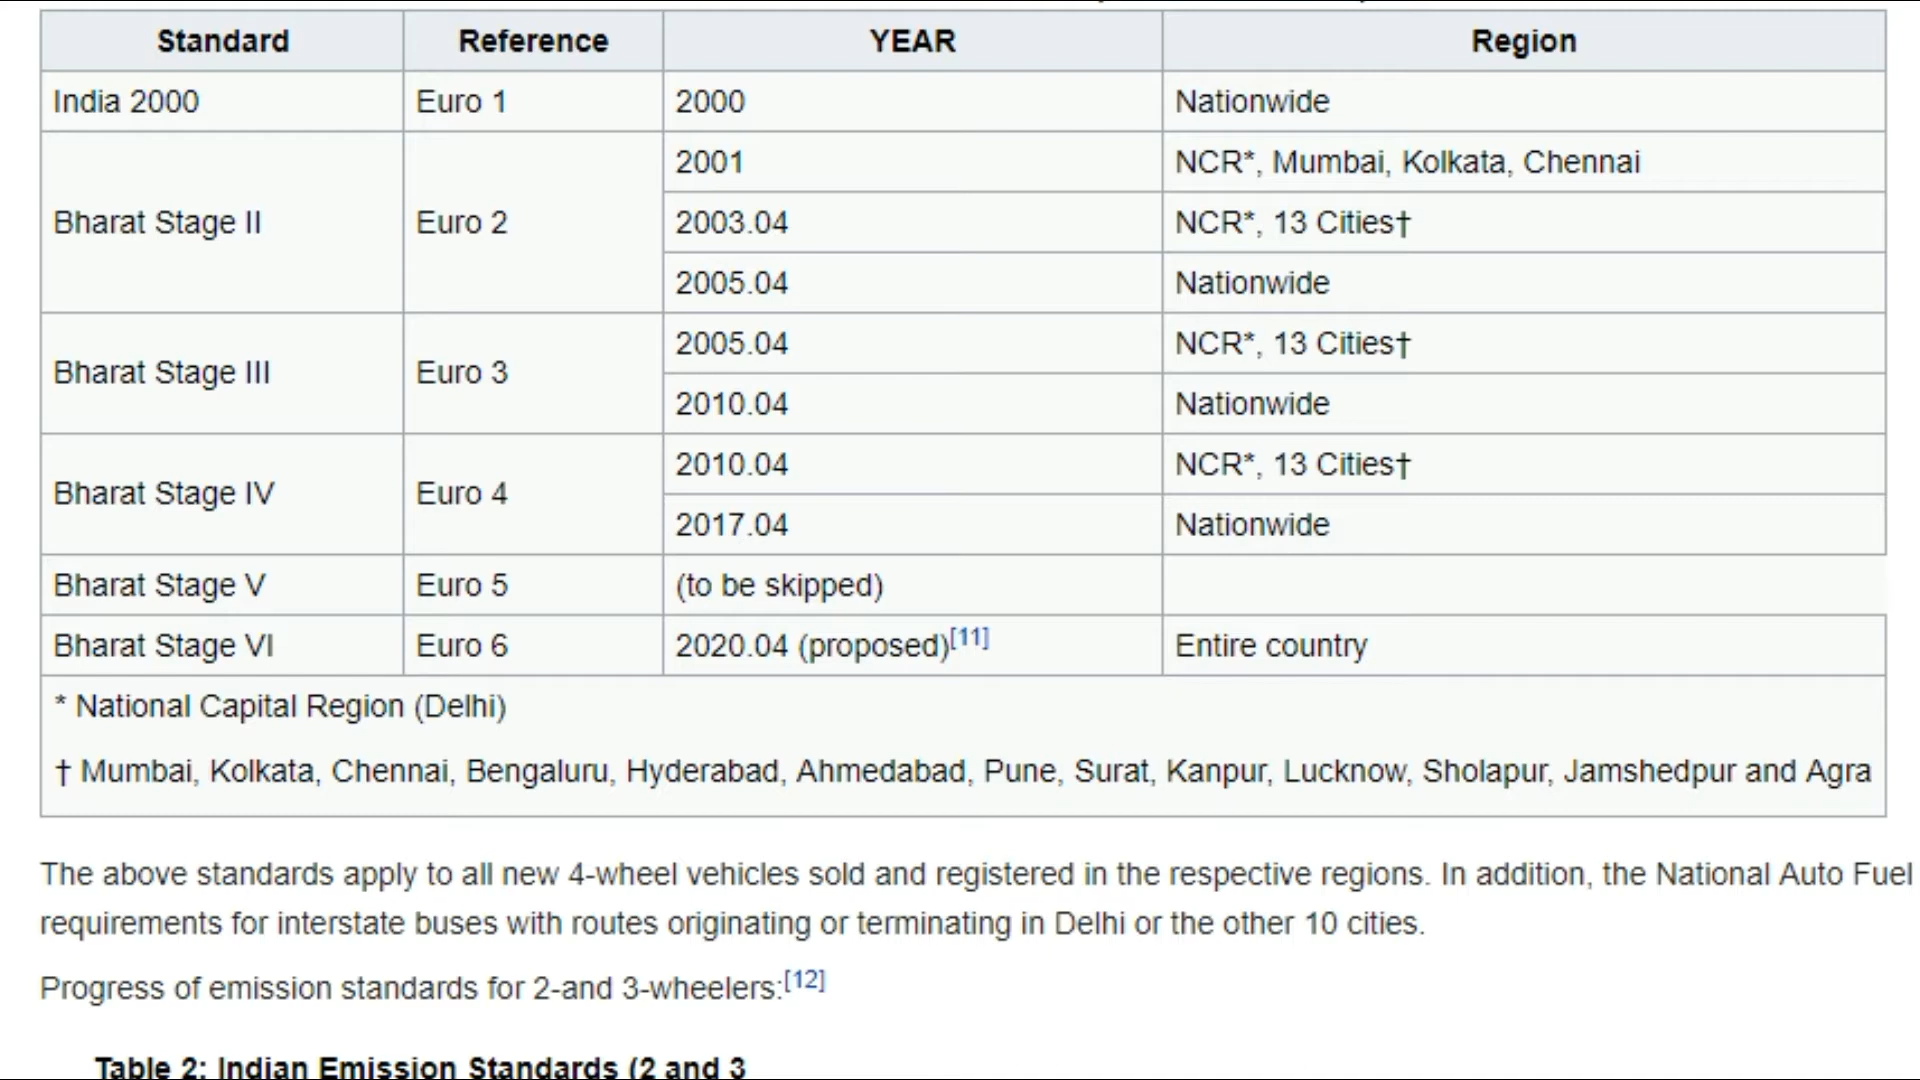 Standard Reference YEAR Region
India 2000 Euro 1 2000 Nationwide
Bharat Stage II Euro 2 2001 NCR*, Mumbai, Kolkata, Chennai
2003.04 NCR*, 13 Cities†
2005.04 Nationwide
Bharat Stage III Euro 3 2005.04 NCR*, 13 Cities†
2010.04 Nationwide
Bharat Stage IV Euro 4 2010.04 NCR*, 13 Cities†
2017.04 Nationwide
Bharat Stage V Euro 5 (to be skipped)
Bharat Stage VI Euro 6 2020.04 (proposed)[11] Entire country
* National Capital Region (Delhi)
† Mumbai, Kolkata, Chennai, Bengaluru, Hyderabad, Ahmedabad, Pune, Surat, Kanpur, Lucknow, Sholapur, Jamshedpur and Agra
The above standards apply to all new 4-wheel vehicles sold and registered in the respective regions. In addition, the National Auto Fuel
requirements for interstate buses with routes originating or terminating in Delhi or the other 10 cities.
Progress of emission standards for 2-and 3-wheelers:[12]
Table 2: Indian Emission Standards (2 and 3